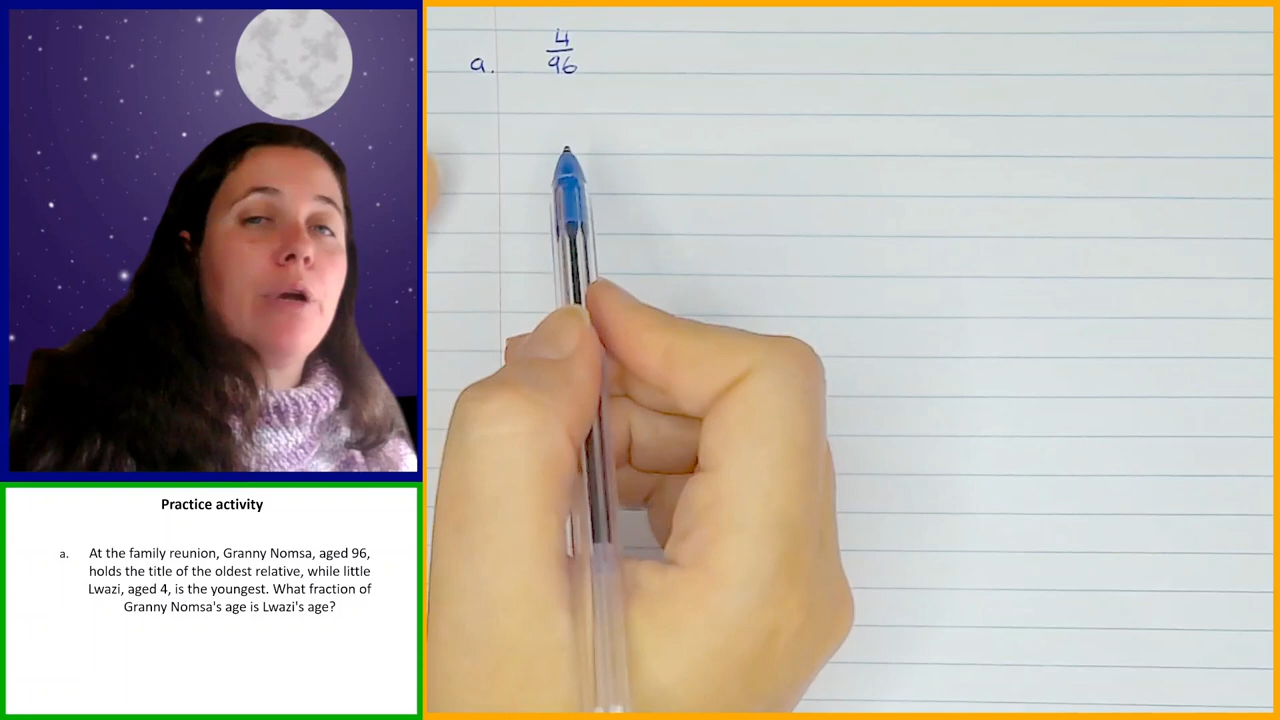 a. 4/96
Practice activity
a. At the family reunion, Granny Nomsa, aged 96,
holds the title of the oldest relative, while little
Lwazi, aged 4, is the youngest. What fraction of
Granny Nomsa's age is Lwazi's age?